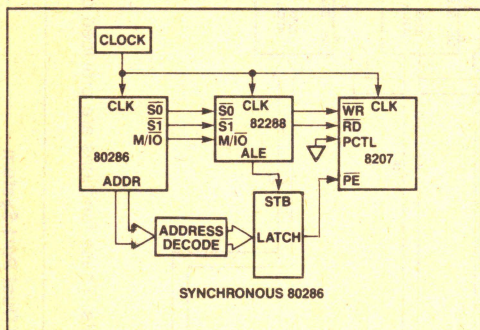 CLOCK
CLK
S0
S1
M/IO
80286
ADDR
S0
CLK
S1
82288
M/IO
ALE
WR
CLK
RD
PCTL
8207
PE
ADDRESS
DECODE
STB
LATCH
SYNCHRONOUS 80286